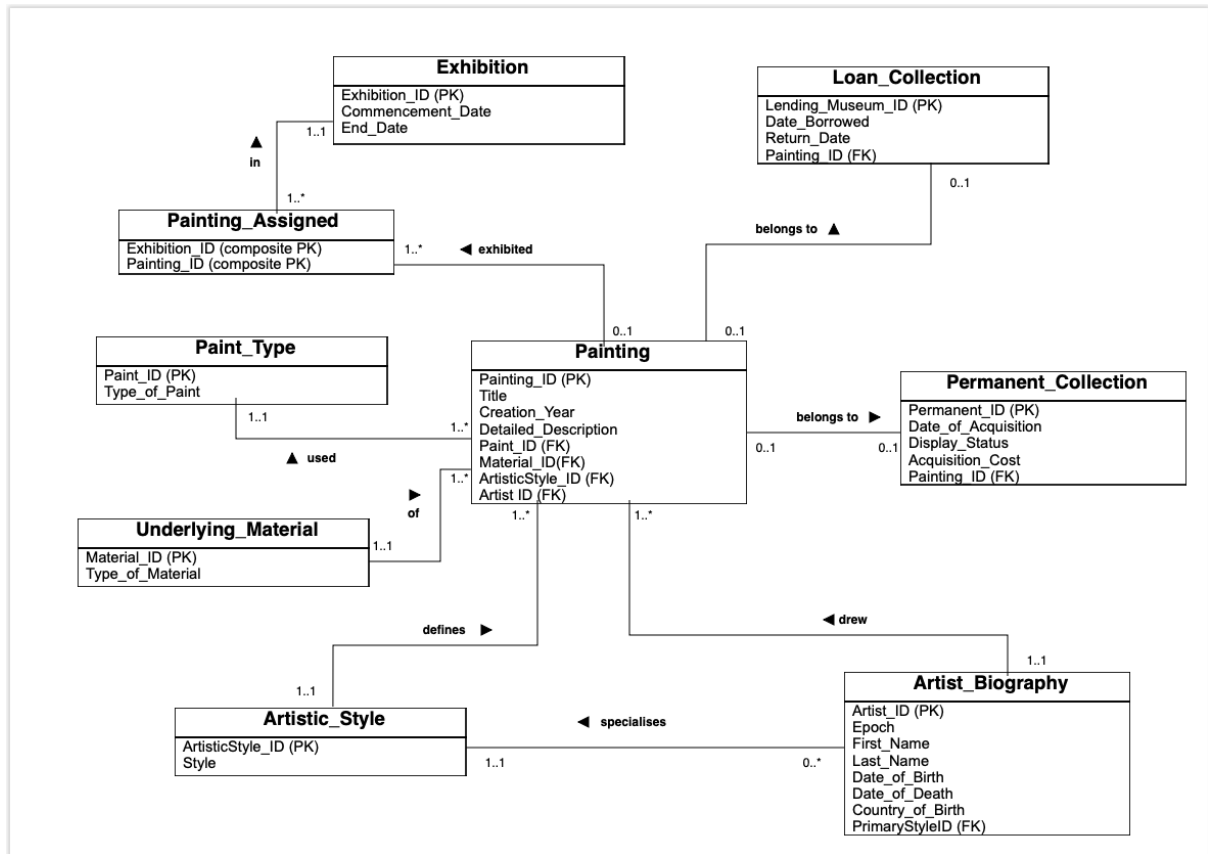 Exhibition
Exhibition_ID (PK)
Commencement_Date
End_Date
1..1
in
1..*
Loan_Collection
Lending_Museum_ID (PK)
Date_Borrowed
Return_Date
Painting_ID (FK)
0..1
belongs to
0..1
Painting_Assigned
Exhibition_ID (composite PK)
Painting_ID (composite PK)
1..*
exhibited
0..1
Paint_Type
Paint_ID (PK)
Type_of_Paint
1..1
used
1..*
Painting
Painting_ID (PK)
Title
Creation_Year
Detailed_Description
Paint_ID (FK)
Material_ID(FK)
ArtisticStyle_ID (FK)
Artist ID (FK)
belongs to
0..1
0..1
Permanent_Collection
Permanent_ID (PK)
Date_of_Acquisition
Display_Status
Acquisition_Cost
Painting_ID (FK)
1..*
of
Underlying_Material
Material_ID (PK)
Type_of_Material
1..1
1..*
1..*
defines
drew
1..1
1..1
Artistic_Style
ArtisticStyle_ID (PK)
Style
specialises
1..1
0..*
Artist_Biography
Artist_ID (PK)
Epoch
First_Name
Last_Name
Date_of_Birth
Date_of_Death
Country_of_Birth
PrimaryStyleID (FK)